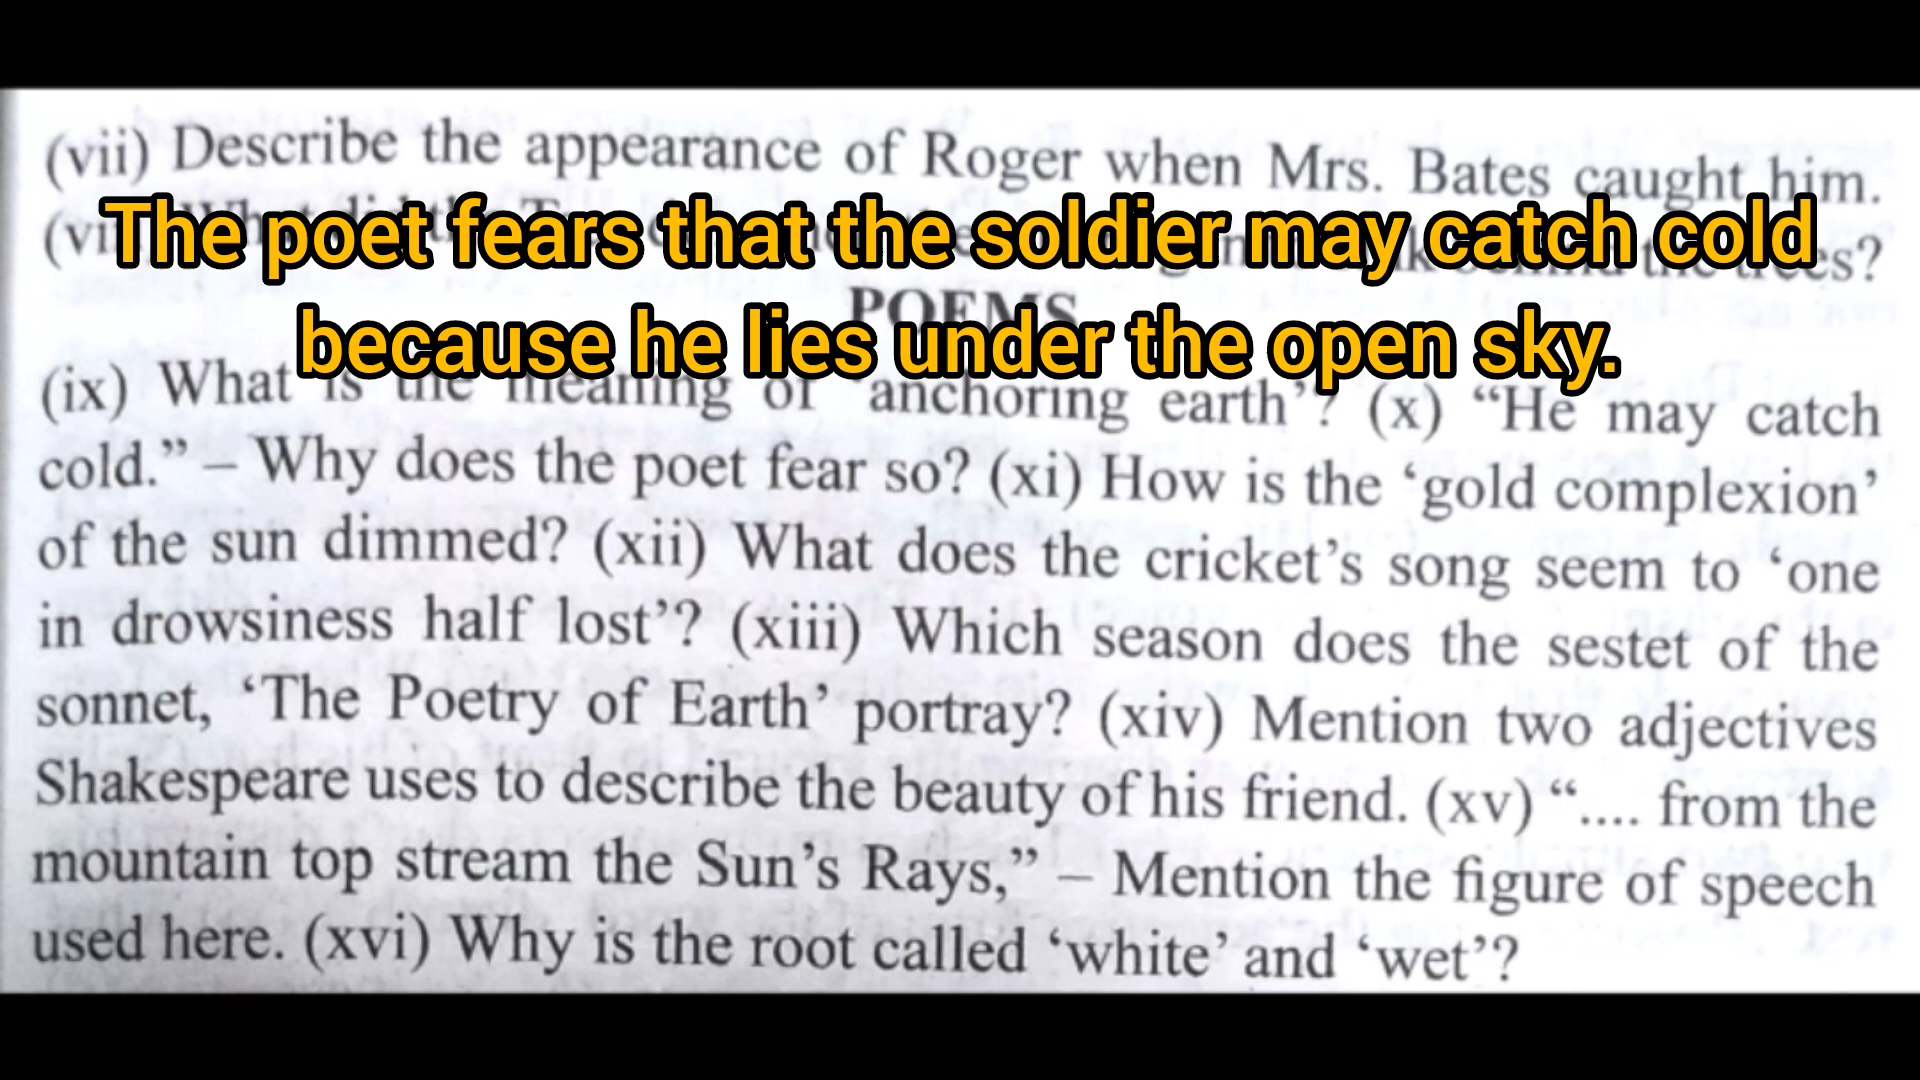 (vii) Describe the appearance of Roger when Mrs. Bates caught him.
The poet fears that the soldier may catch cold
because he lies under the open sky.
POEMS
(ix) What is the meaning of ‘anchoring earth’? (x) “He may catch
cold.” – Why does the poet fear so? (xi) How is the ‘gold complexion’
of the sun dimmed? (xii) What does the cricket’s song seem to ‘one
in drowsiness half lost’? (xiii) Which season does the sestet of the
sonnet, ‘The Poetry of Earth’ portray? (xiv) Mention two adjectives
Shakespeare uses to describe the beauty of his friend. (xv) “.... from the
mountain top stream the Sun’s Rays,” – Mention the figure of speech
used here. (xvi) Why is the root called ‘white’ and ‘wet’?